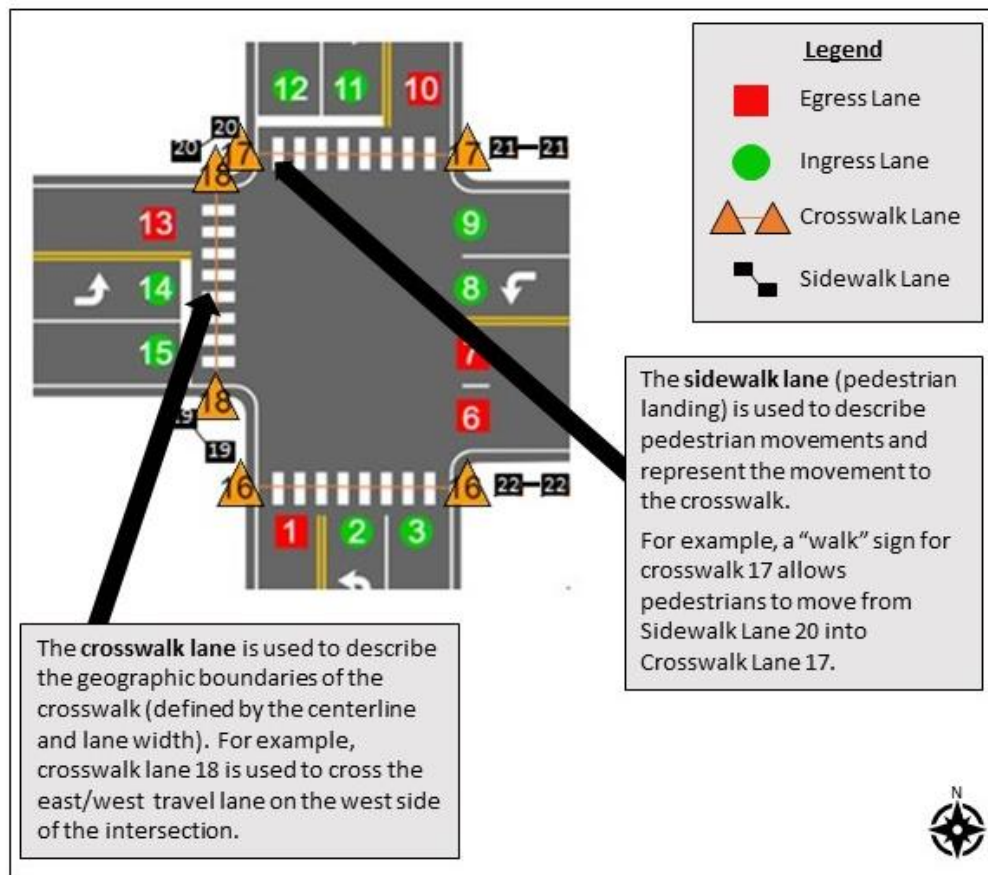 12 11 10
20
20
17 17 21 21
18
13 9
14 8
15 7
6
18
19
19
16 16 22 22
1 2 3
Legend
Egress Lane
Ingress Lane
Crosswalk Lane
Sidewalk Lane
The sidewalk lane (pedestrian
landing) is used to describe
pedestrian movements and
represent the movement to
the crosswalk.
For example, a “walk” sign for
crosswalk 17 allows
pedestrians to move from
Sidewalk Lane 20 into
Crosswalk Lane 17.
The crosswalk lane is used to describe
the geographic boundaries of the
crosswalk (defined by the centerline
and lane width). For example,
crosswalk lane 18 is used to cross the
east/west travel lane on the west side
of the intersection.
N